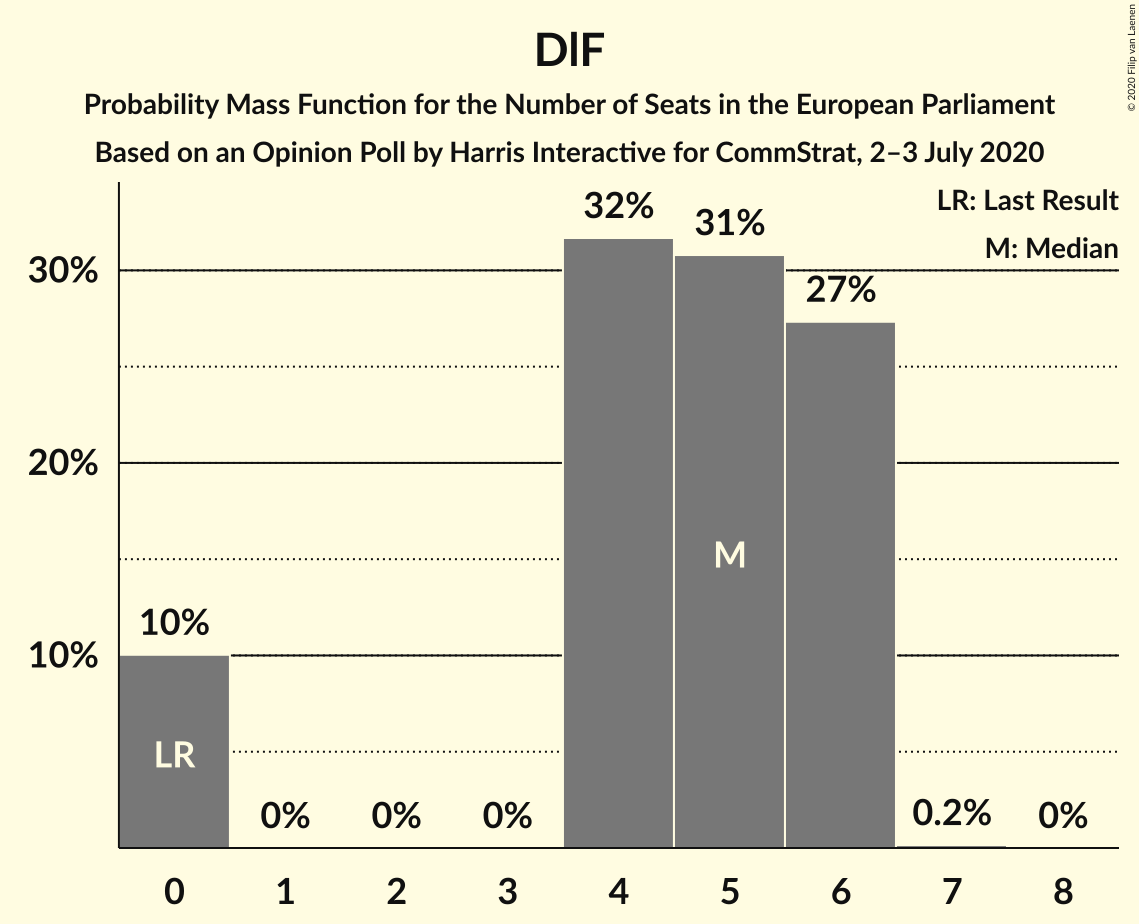 DlF
Probability Mass Function for the Number of Seats in the European Parliament
Based on an Opinion Poll by Harris Interactive for CommStrat, 2–3 July 2020
© 2020 Filip van Laenen
LR: Last Result
M: Median
32%
31%
30%
27%
20%
M
10%
10%
LR
0%
0%
0%
0.2%
0%
0
1
2
3
4
5
6
7
8